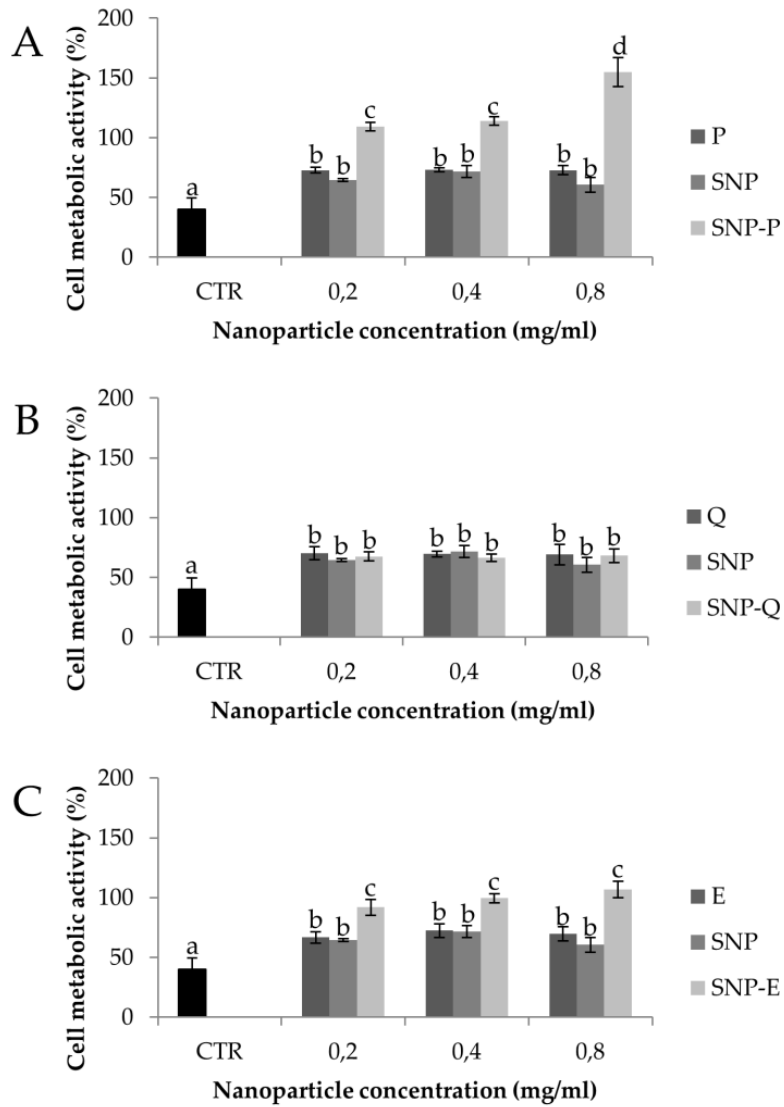 A
Cell metabolic activity (%)
200
150
100
50
0
a
b
b
c
b
b
c
b
b
d
CTR
0,2
0,4
0,8
Nanoparticle concentration (mg/ml)
P
SNP
SNP-P
B
Cell metabolic activity (%)
200
150
100
50
0
a
b
b
b
b
b
b
b
b
b
CTR
0,2
0,4
0,8
Nanoparticle concentration (mg/ml)
Q
SNP
SNP-Q
C
Cell metabolic activity (%)
200
150
100
50
0
a
b
b
c
b
b
c
b
b
c
CTR
0,2
0,4
0,8
Nanoparticle concentration (mg/ml)
E
SNP
SNP-E